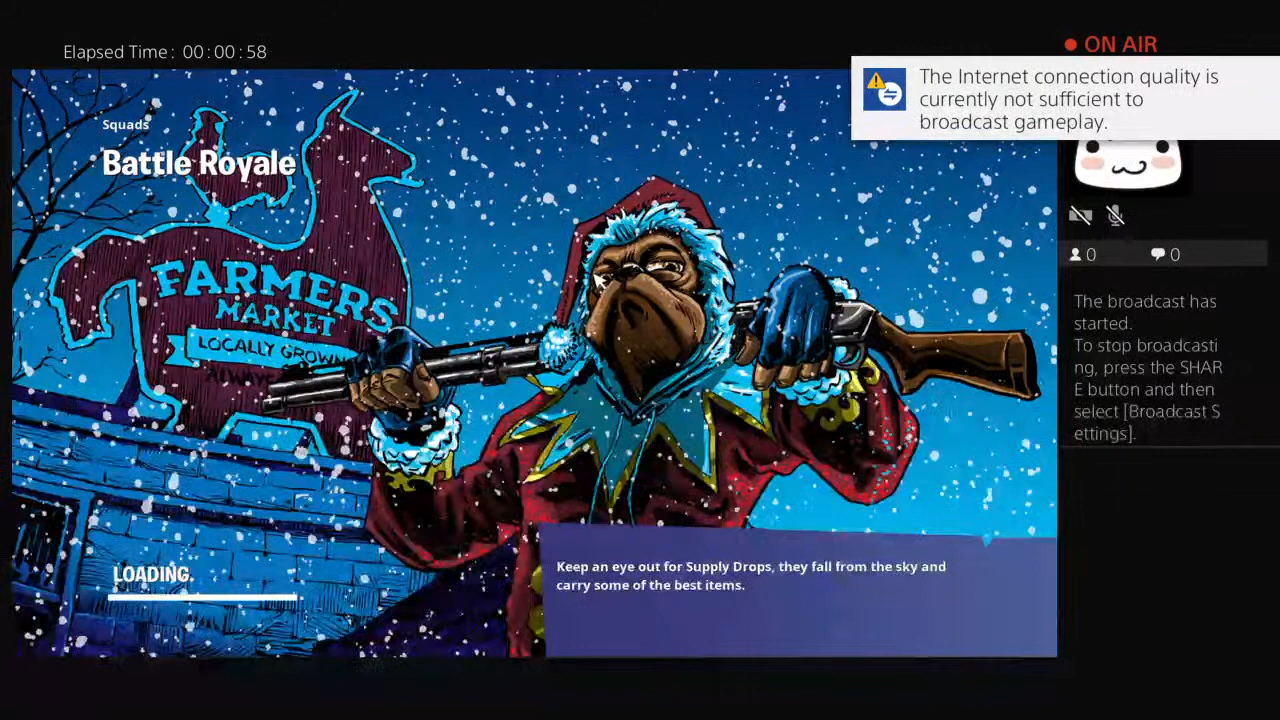 Elapsed Time: 00:00:58
ON AIR
The Internet connection quality is
currently not sufficient to
broadcast gameplay.
Squads
Battle Royale
FARMERS
MARKET
LOCALLY GROWN
ALWAYS
0
0
The broadcast has
started.
To stop broadcasti
ng, press the SHAR
E button and then
select [Broadcast S
ettings].
LOADING.
Keep an eye out for Supply Drops, they fall from the sky and
carry some of the best items.